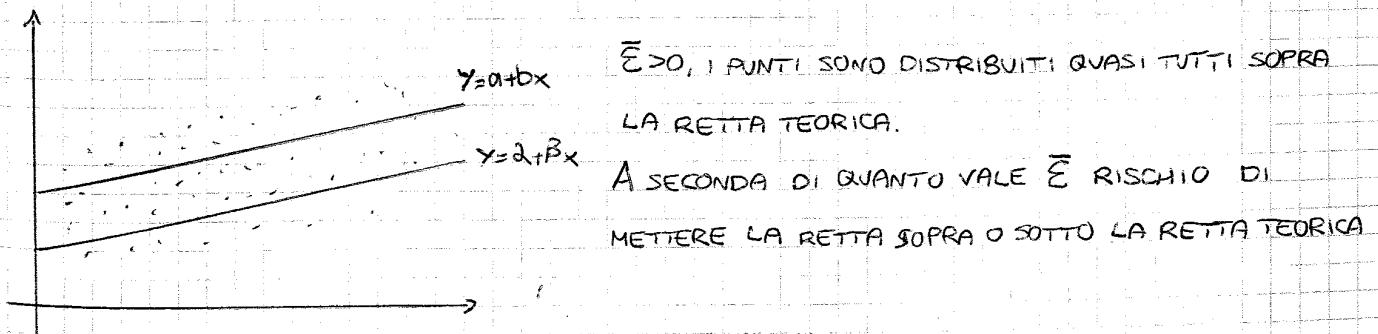 y=a+bx
y=α+βx
ε̅>0, I PUNTI SONO DISTRIBUITI QUASI TUTTI SOPRA
LA RETTA TEORICA.
A SECONDA DI QUANTO VALE ε̅ RISCHIO DI
METTERE LA RETTA SOPRA O SOTTO LA RETTA TEORICA